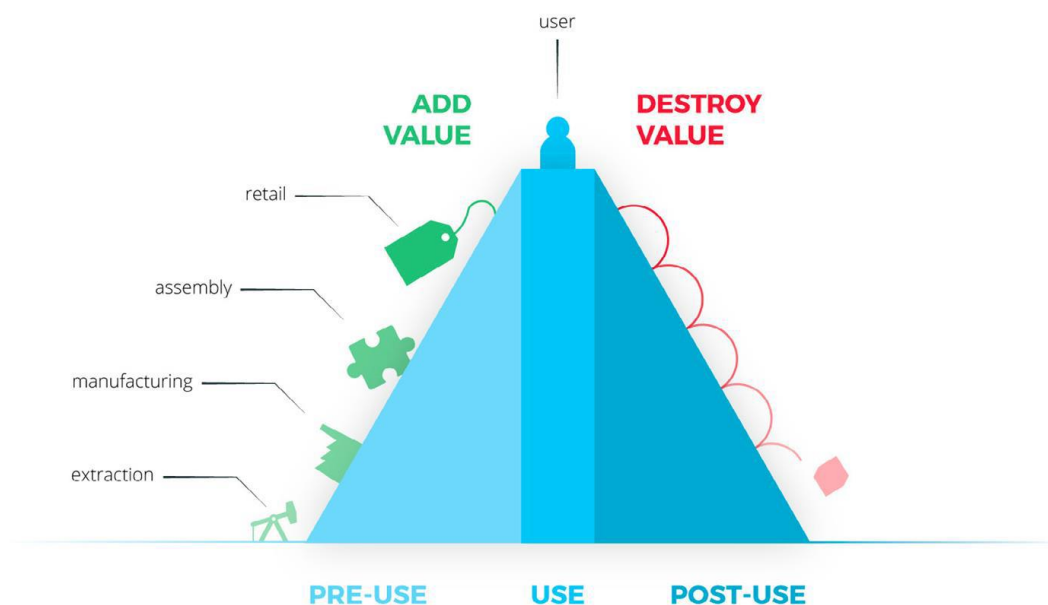 user
ADD
VALUE
DESTROY
VALUE
retail
assembly
manufacturing
extraction
PRE-USE
USE
POST-USE